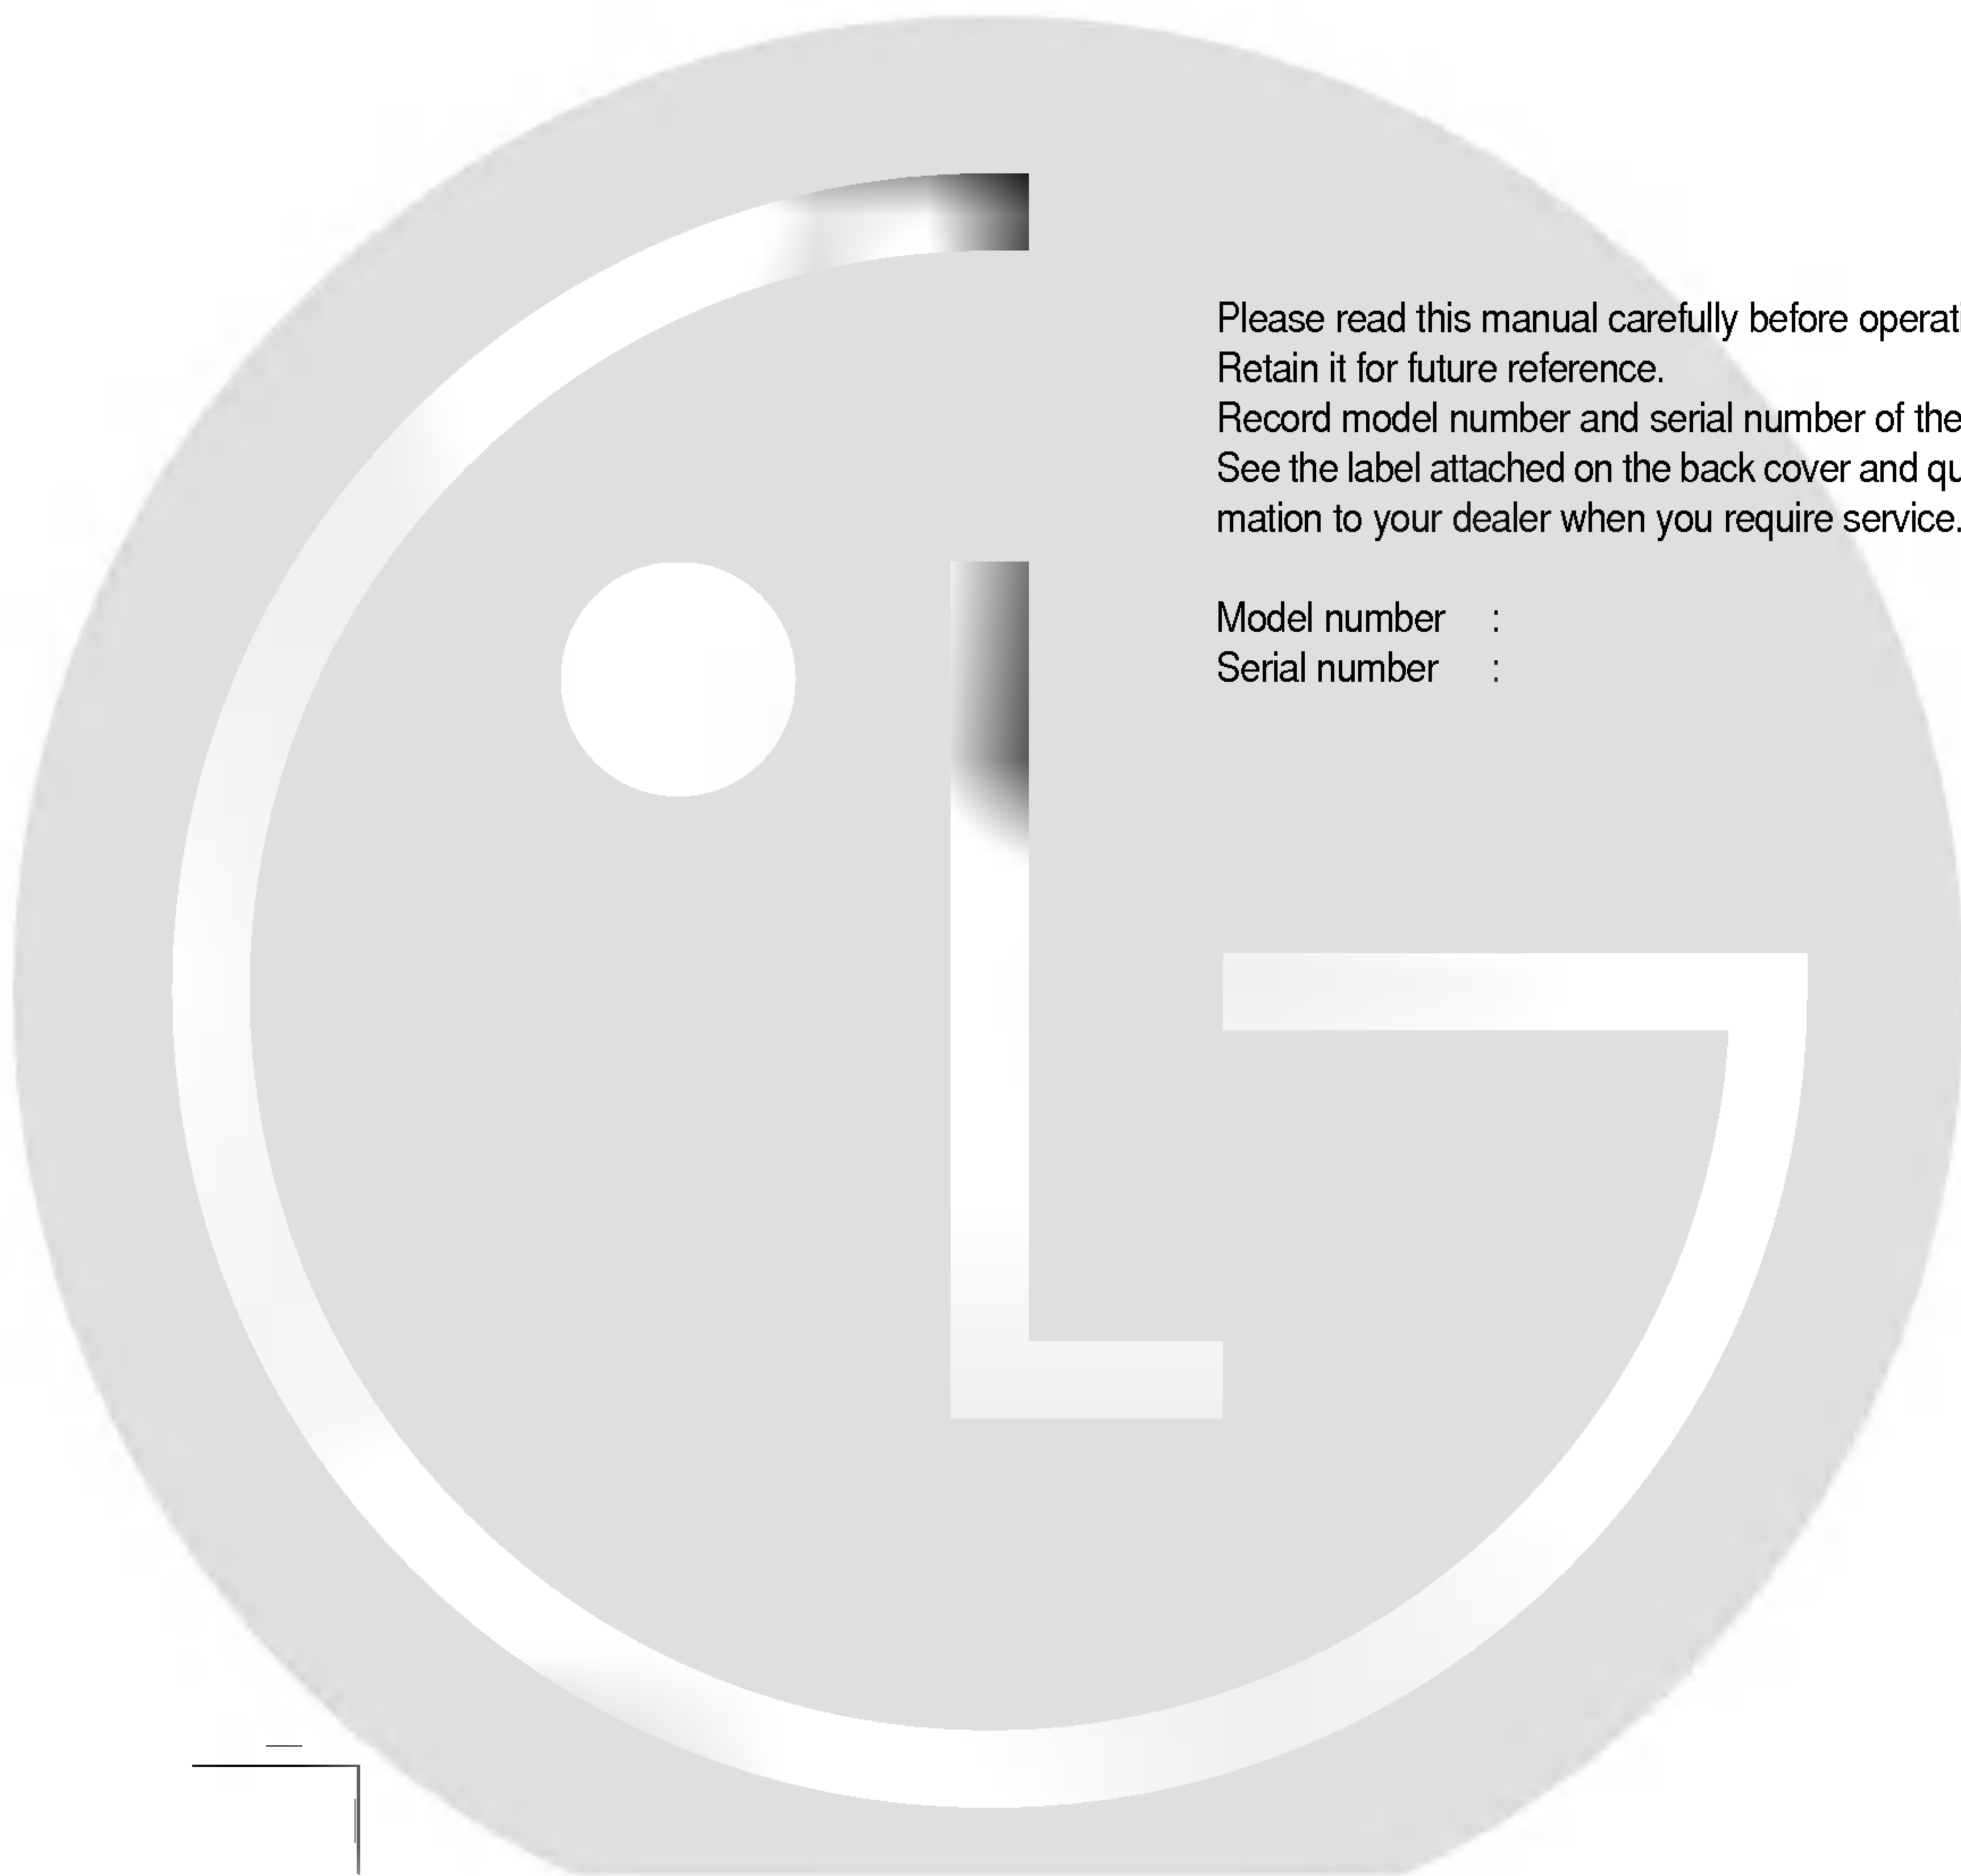 Please read this manual carefully before operati
Retain it for future reference.
Record model number and serial number of the
See the label attached on the back cover and qu
mation to your dealer when you require service.
Model number :
Serial number :